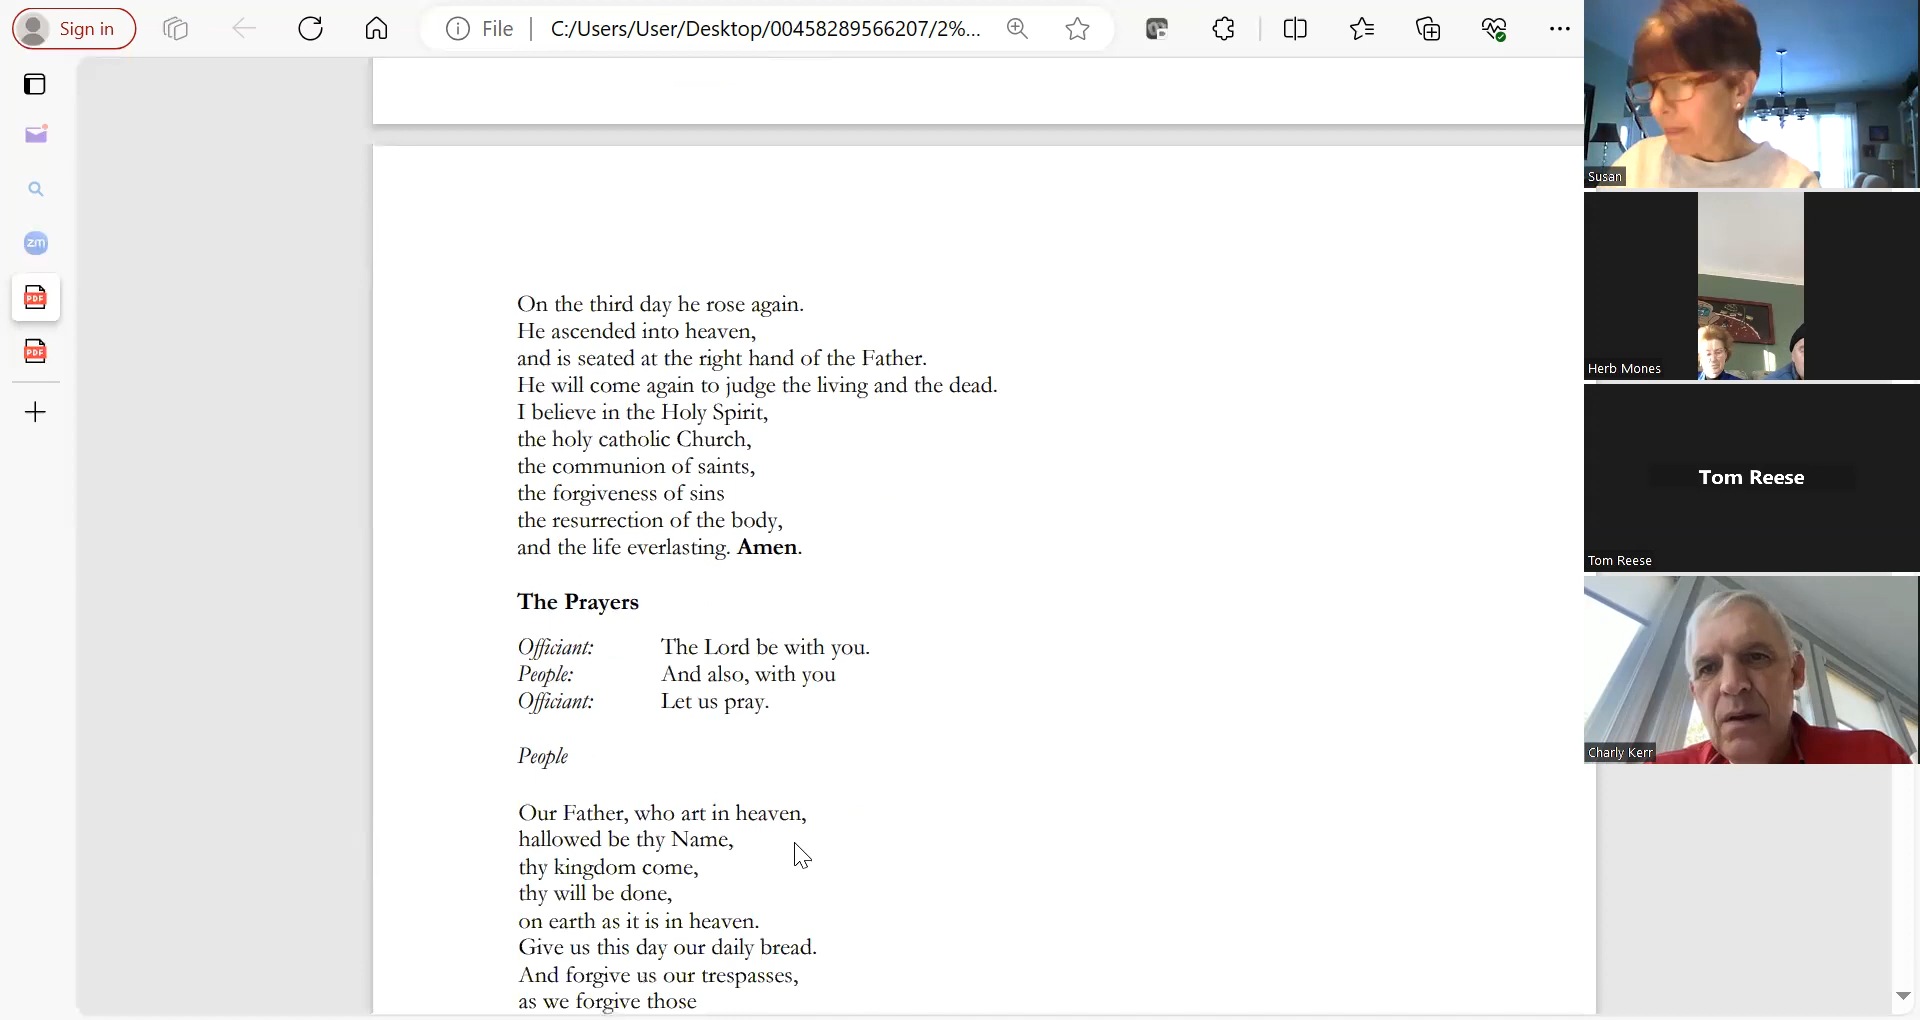 Sign in
File
C:/Users/User/Desktop/00458289566207/2%...
zm
PDF
PDF
On the third day he rose again.
He ascended into heaven,
and is seated at the right hand of the Father.
He will come again to judge the living and the dead.
I believe in the Holy Spirit,
the holy catholic Church,
the communion of saints,
the forgiveness of sins
the resurrection of the body,
and the life everlasting. Amen.
The Prayers
Officiant: The Lord be with you.
People: And also, with you
Officiant: Let us pray.
People
Our Father, who art in heaven,
hallowed be thy Name,
thy kingdom come,
thy will be done,
on earth as it is in heaven.
Give us this day our daily bread.
And forgive us our trespasses,
as we forgive those
Susan
Herb Mones
Tom Reese
Tom Reese
Charly Kerr